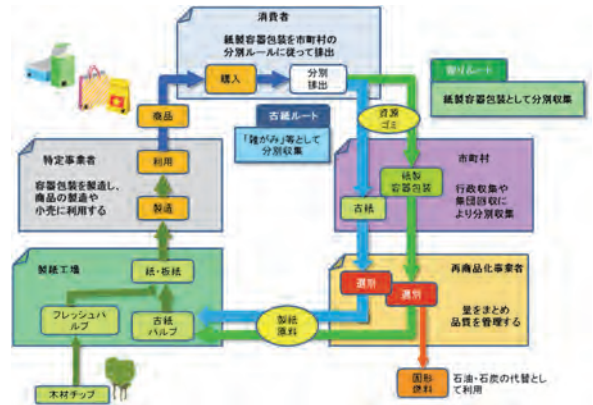 消費者
紙製容器包装を市町村の
分別ルールに従って排出
購入
分別
排出
ルート
紙製容器包装として分別収集
古紙ルート
「雑がみ」等として
分別収集
資源
ゴミ
商品
特定事業者
容器包装を製造し、
商品の製造や
小売に利用する
利用
製造
市町村
紙製
容器包装
古紙
行政収集や
集団回収に
より分別収集
製紙工場
紙・板紙
フレッシュパ
ルプ
古紙
パルプ
木材チップ
製紙
原料
再商品化事業者
選別
選別
量をまとめ
品質を管理する
固形
燃料
石油・石炭の代替とし
て利用